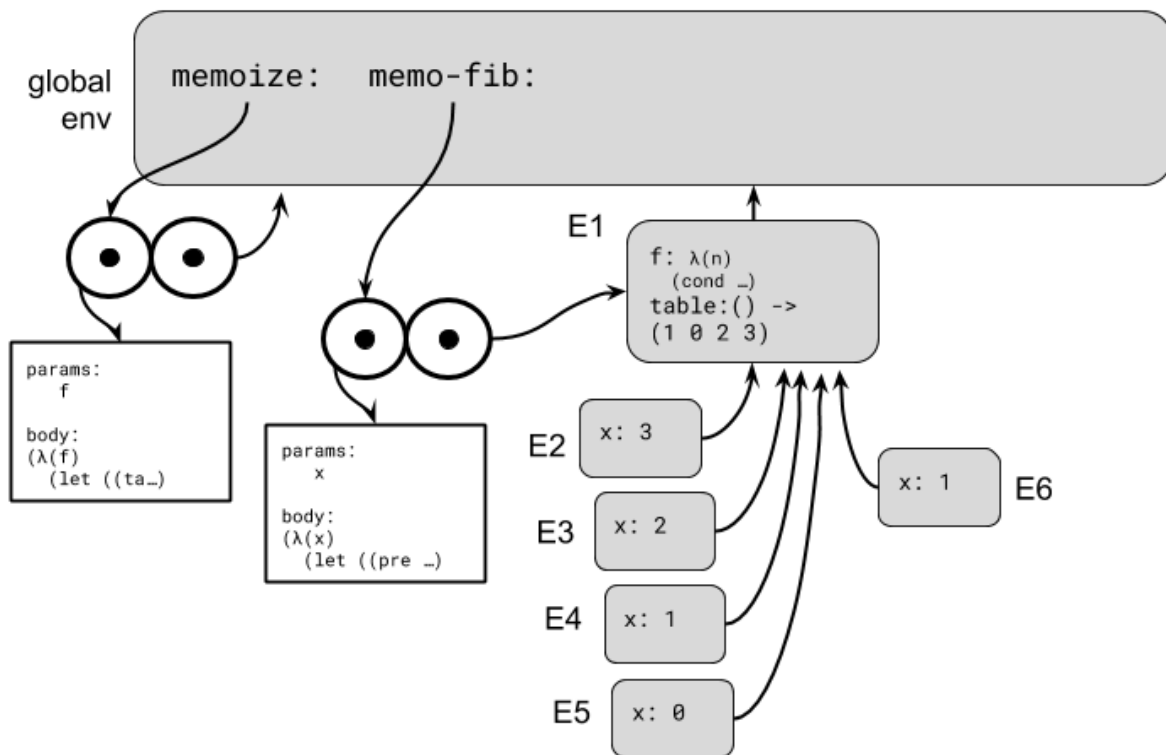 global
env
memoize: memo-fib:
E1
f: λ(n)
(cond …)
table:() ->
(1 0 2 3)
params:
f
body:
(λ(f)
(let ((ta…)
params:
x
body:
(λ(x)
(let ((pre …)
E2
x: 3
E3
x: 2
E4
x: 1
E5
x: 0
x: 1
E6